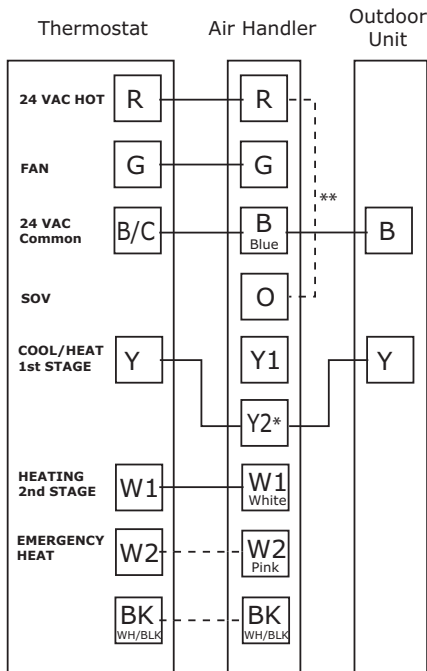 Thermostat Air Handler Outdoor Unit
24 VAC HOT R R
FAN G G
**
24 VAC Common B/C B Blue B
SOV O
COOL/HEAT 1st STAGE Y Y1 Y
Y2*
HEATING 2nd STAGE W1 W1 White
EMERGENCY HEAT W2 W2 Pink
BK WH/BLK BK WH/BLK